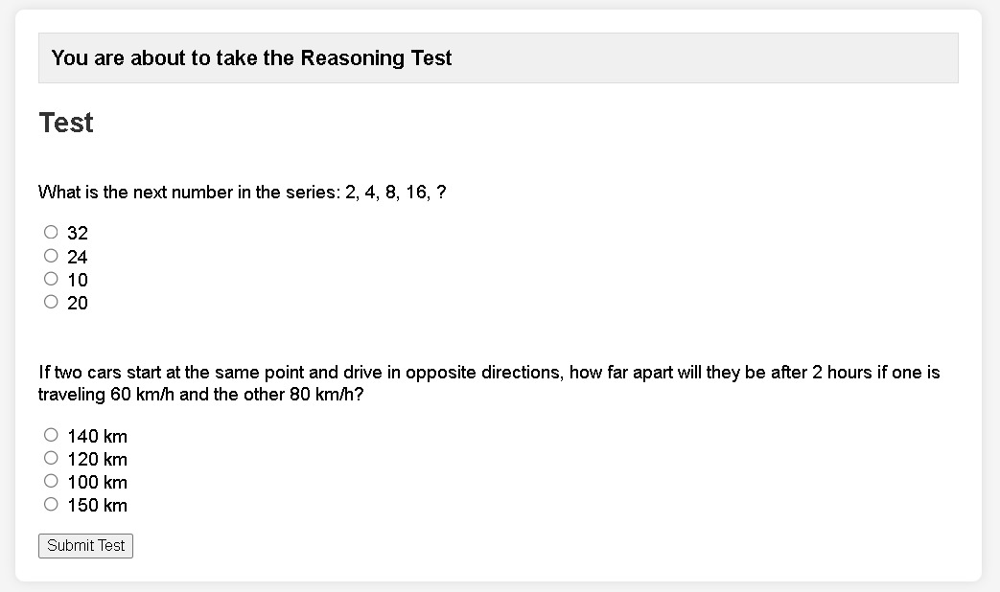 You are about to take the Reasoning Test
Test
What is the next number in the series: 2, 4, 8, 16, ?
32
24
10
20
If two cars start at the same point and drive in opposite directions, how far apart will they be after 2 hours if one is
traveling 60 km/h and the other 80 km/h?
140 km
120 km
100 km
150 km
Submit Test